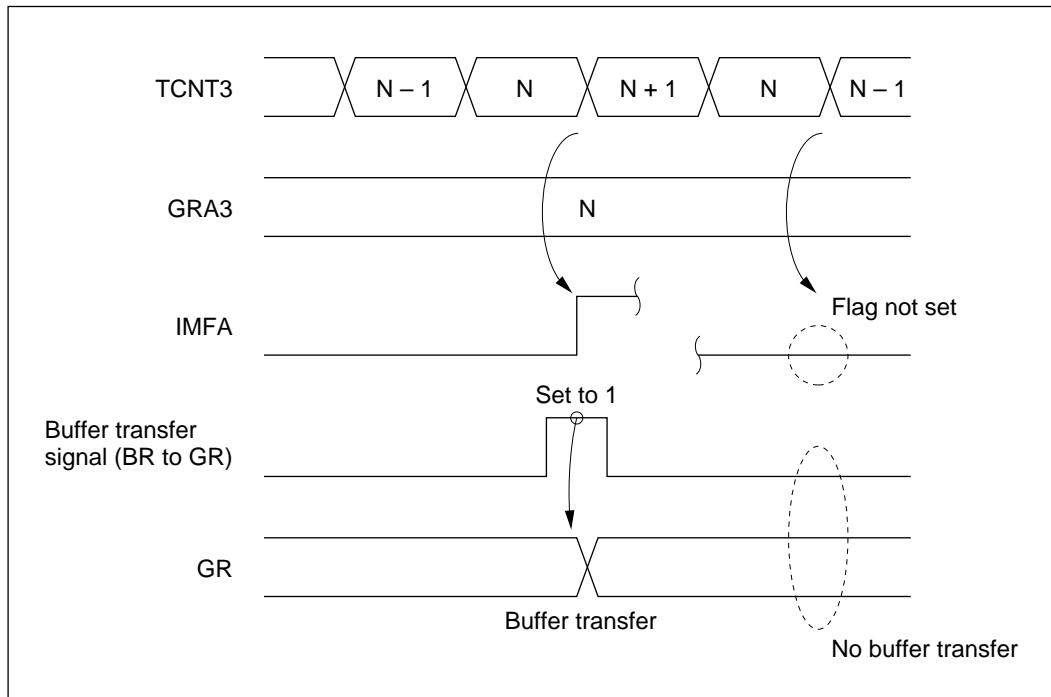 TCNT3
N – 1 N N + 1 N N – 1
GRA3
N
IMFA
Flag not set
Set to 1
Buffer transfer
signal (BR to GR)
GR
Buffer transfer
No buffer transfer